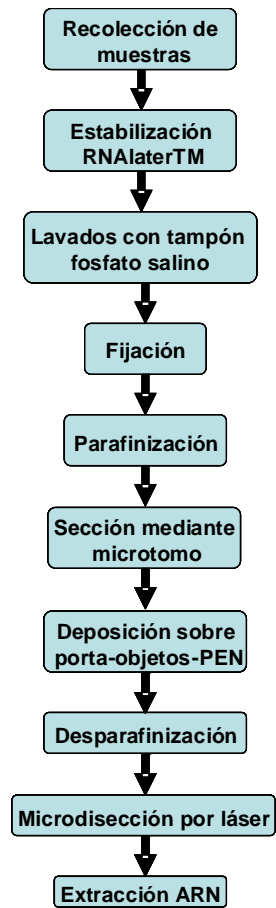 Recolección de
muestras
Estabilización
RNAlaterTM
Lavados con tampón
fosfato salino
Fijación
Parafinización
Sección mediante
microtomo
Deposición sobre
porta-objetos-PEN
Desparafinización
Microdisección por láser
Extracción ARN